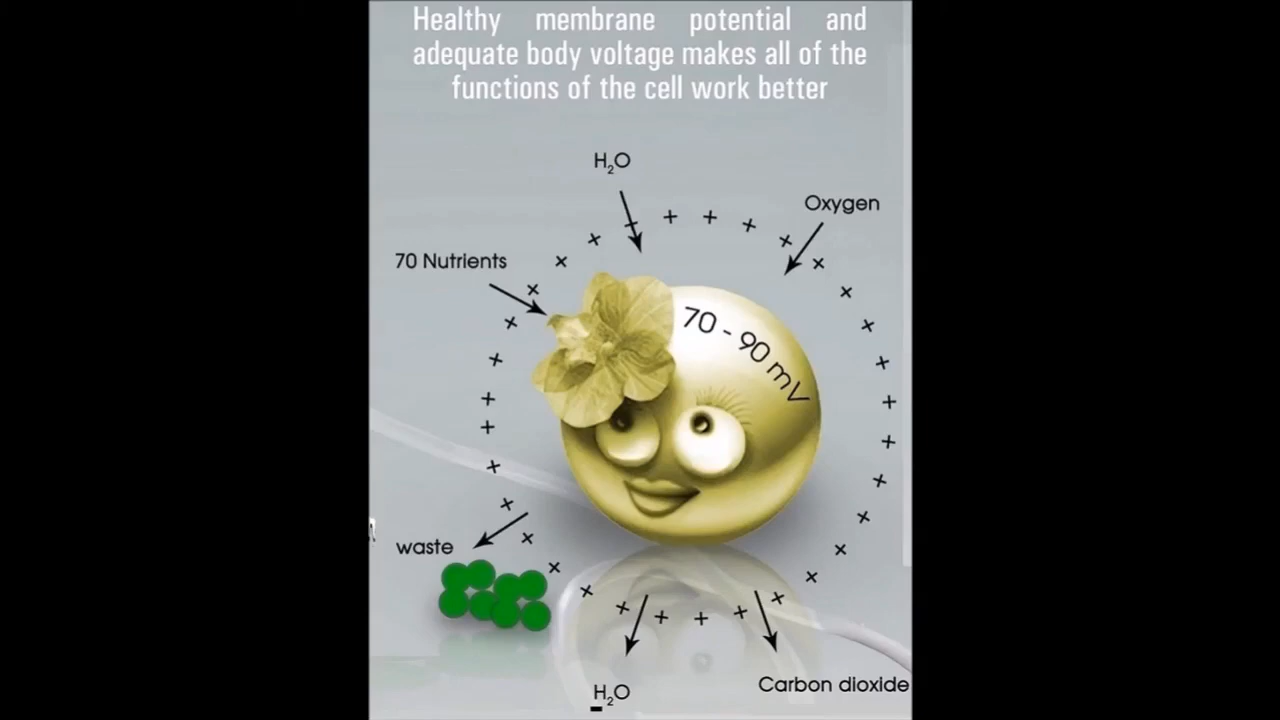 Healthy membrane potential and
adequate body voltage makes all of the
functions of the cell work better
H₂O
Oxygen
70 Nutrients
70 - 90 mV
waste
H₂O
Carbon dioxide